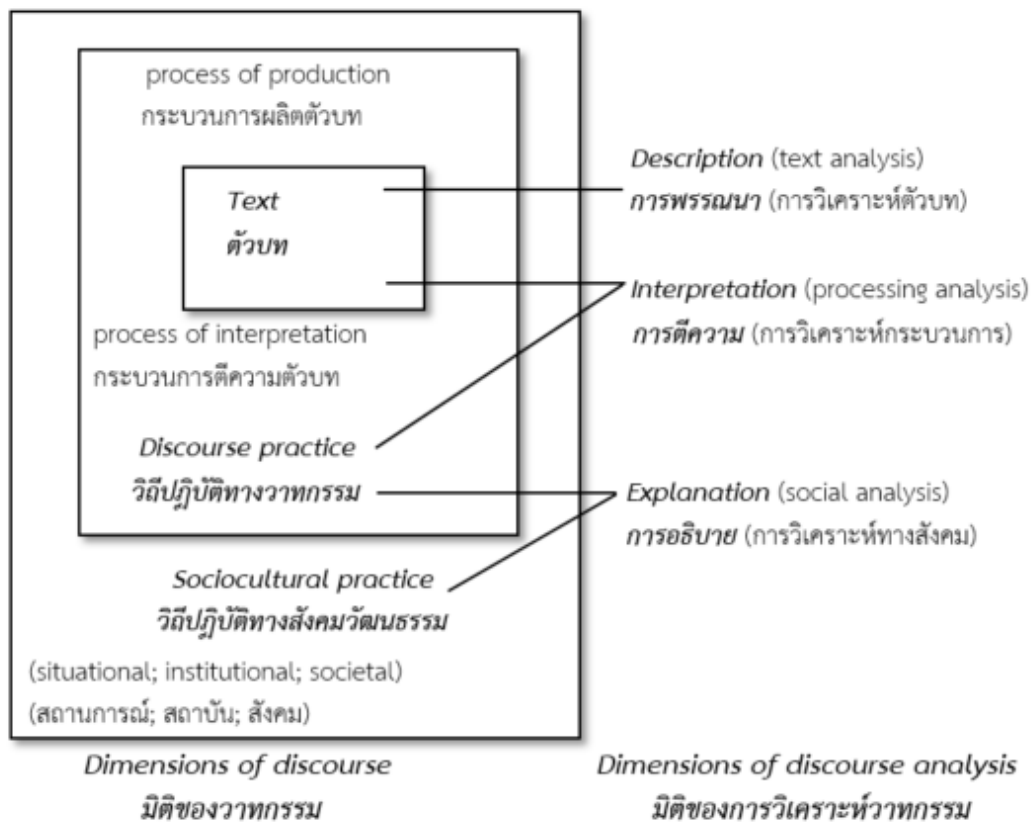 process of production
กระบวนการผลิตตัวบท
Text
ตัวบท
process of interpretation
กระบวนการตีความตัวบท
Discourse practice
วิถีปฏิบัติทางวาทกรรม
Sociocultural practice
วิถีปฏิบัติทางสังคมวัฒนธรรม
(situational; institutional; societal)
(สถานการณ์; สถาบัน; สังคม)
Dimensions of discourse
มิติของวาทกรรม
Description (text analysis)
การพรรณนา (การวิเคราะห์ตัวบท)
Interpretation (processing analysis)
การตีความ (การวิเคราะห์กระบวนการ)
Explanation (social analysis)
การอธิบาย (การวิเคราะห์ทางสังคม)
Dimensions of discourse analysis
มิติของการวิเคราะห์วาทกรรม